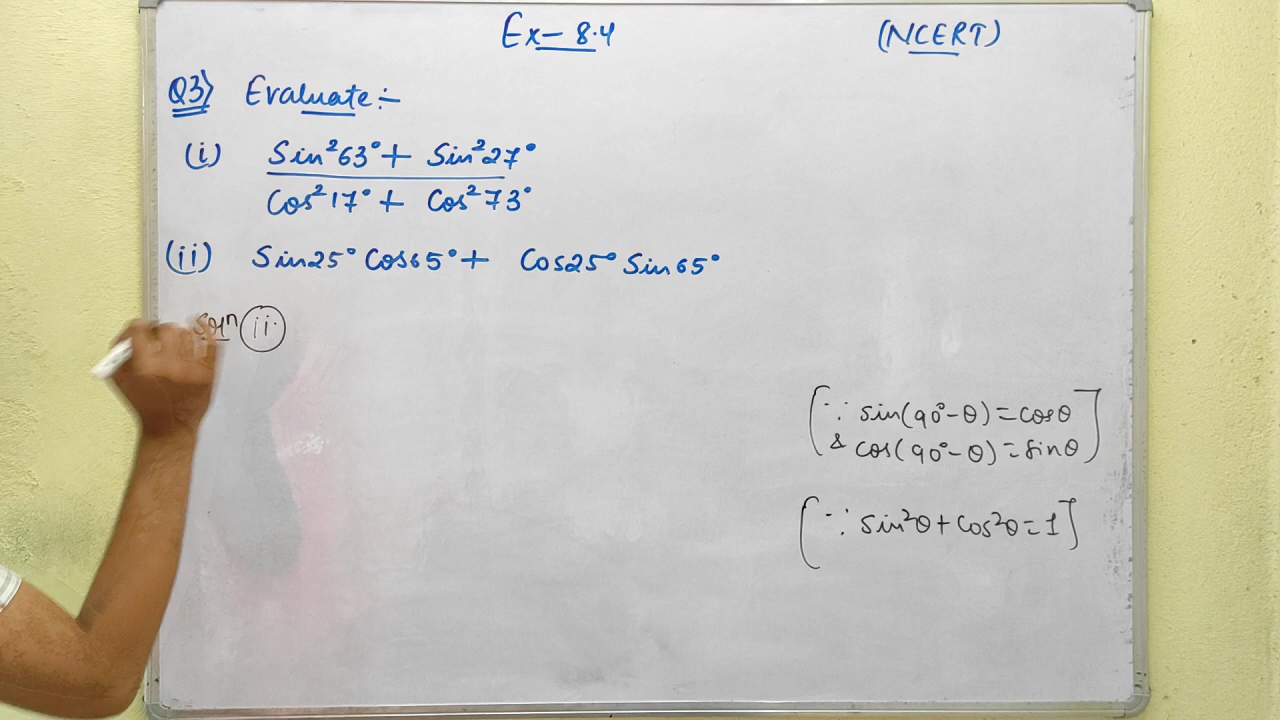 Ex- 8.4 (NCERT)
Q3) Evaluate :-
(i) Sin²63° + Sin²27°
Cos²17° + Cos²73°
(ii) Sin25° Cos65° + Cos25° Sin65°
Solⁿ (ii)
[∵ sin(90°-θ) = cosθ
& cos(90°-θ) = sinθ]
[∵ sin²θ + cos²θ = 1]